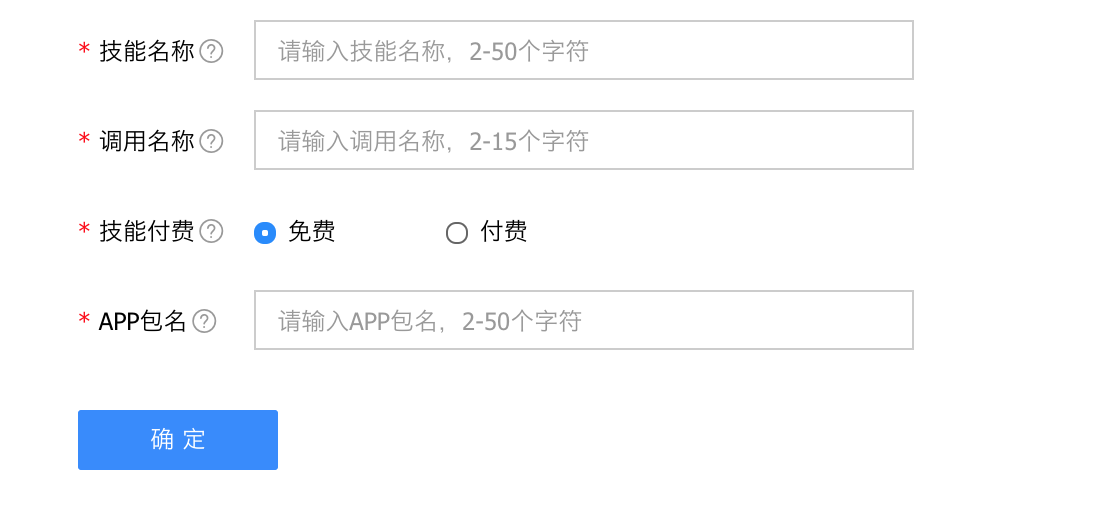 * 技能名称 ? 请输入技能名称，2-50个字符
* 调用名称 ? 请输入调用名称，2-15个字符
* 技能付费 ? 免费 付费
* APP包名 ? 请输入APP包名，2-50个字符
确 定